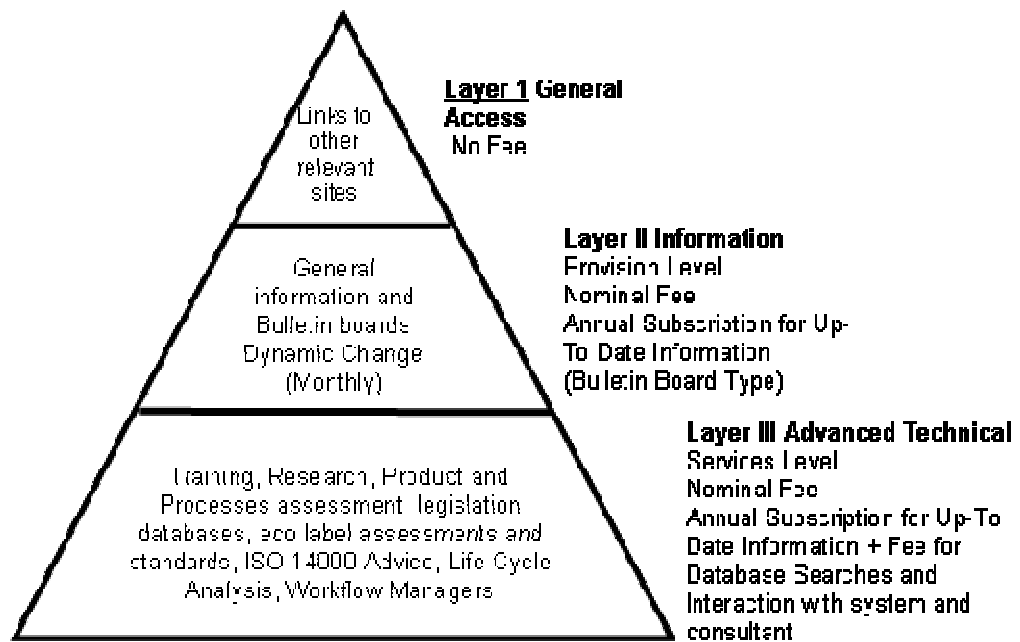 Links to
other
relevant
sites
Layer 1 General
Access
No Fee
General
information and
Bulletin boards
Dynamic Change
(Monthly)
Layer II Information
Provision Level
Nominal Fee
Annual Subscription for Up-
To Date Information
(Bulletin Board Type)
Training, Research, Product and
Processes assessment legislation
databases, eco label assessments and
standards, ISO 14000 Advice, Life Cycle
Analysis, Workflow Managers
Layer III Advanced Technical
Services Level
Nominal Fee
Annual Subscription for Up-To
Date Information + Fee for
Database Searches and
Interaction with system and
consultant